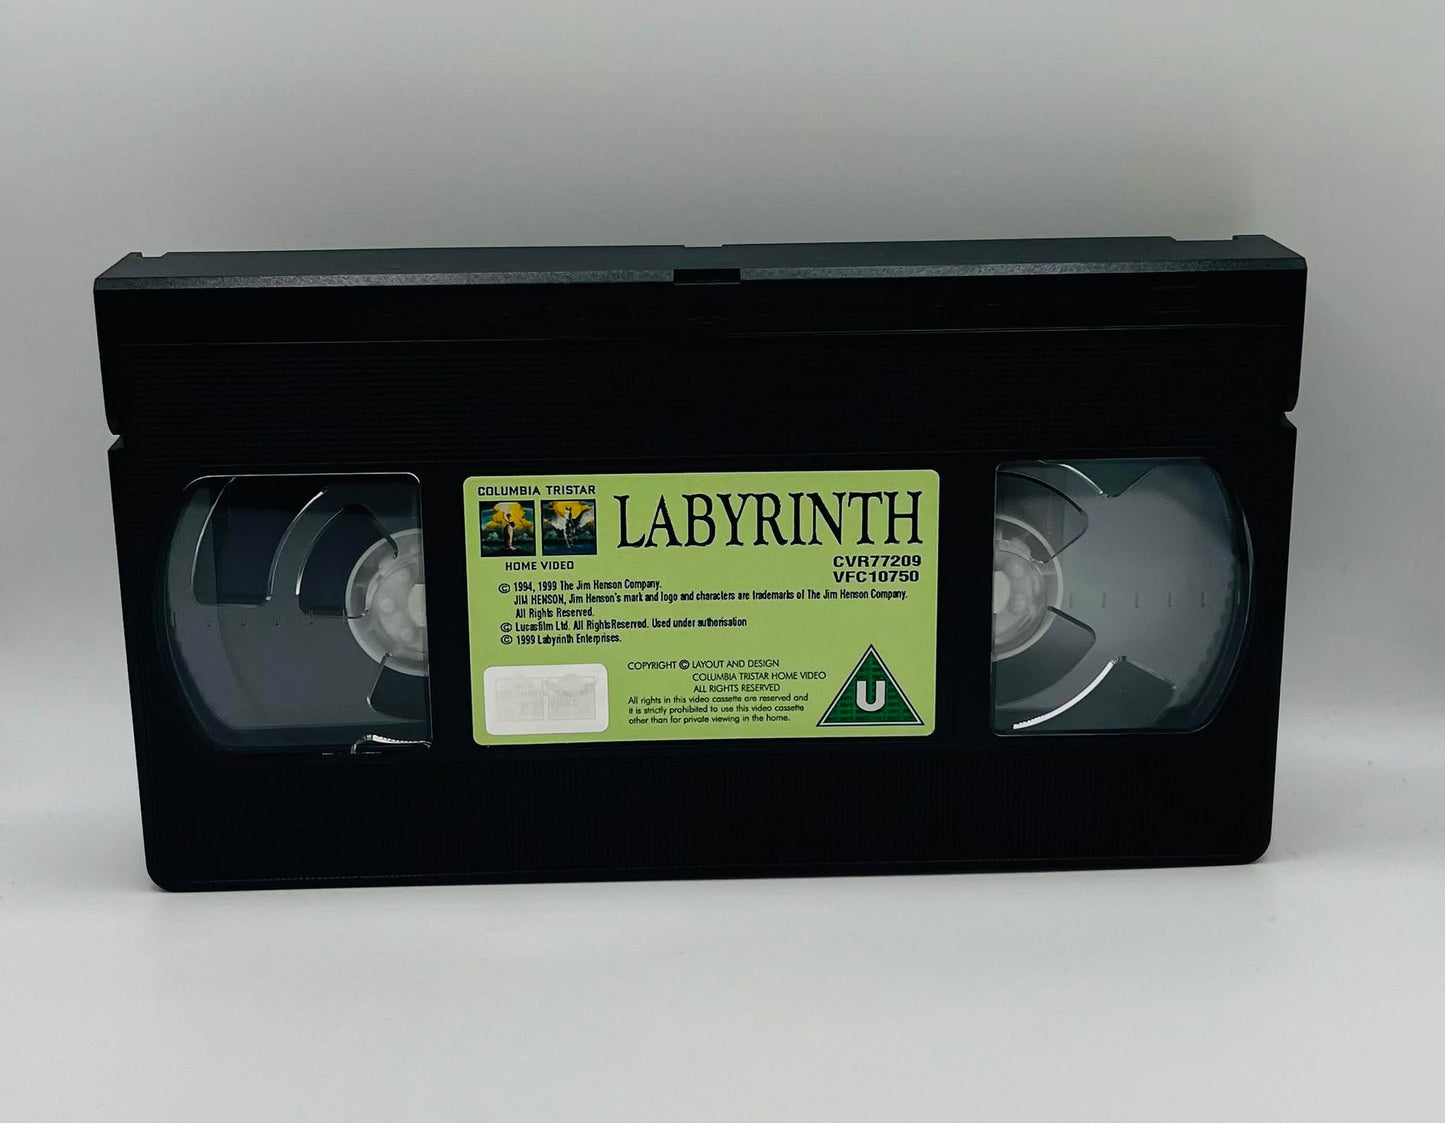 COLUMBIA TRISTAR
HOME VIDEO
LABYRINTH
CVR77209
VFC10750
© 1994, 1999 The Jim Henson Company.
JIM HENSON, Jim Henson's mark and logo and characters are trademarks of The Jim Henson Company.
All Rights Reserved.
© Lucasfilm Ltd. All RightsReserved. Used under authorisation
© 1999 Labyrinth Enterprises.
COPYRIGHT © LAYOUT AND DESIGN
COLUMBIA TRISTAR HOME VIDEO
ALL RIGHTS RESERVED
All rights in this video cassette are reserved and
it is strictly prohibited to use this video cassette
other than for private viewing in the home.
U
COLUMBIA TRISTAR
HOME VIDEO